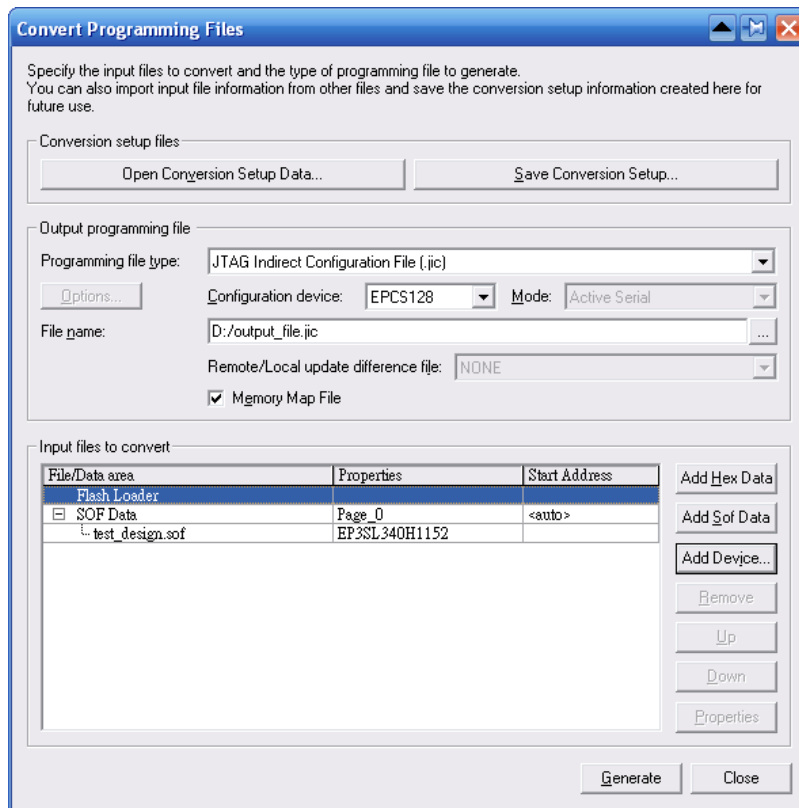 Convert Programming Files
Specify the input files to convert and the type of programming file to generate.
You can also import input file information from other files and save the conversion setup information created here for
future use.
Conversion setup files
Open Conversion Setup Data... Save Conversion Setup...
Output programming file
Programming file type: JTAG Indirect Configuration File (.jic)
Options... Configuration device: EPCS128 Mode: Active Serial
File name: D:/output_file.jic ...
Remote/Local update difference file: NONE
Memory Map File
Input files to convert
File/Data area Properties Start Address
Flash Loader
SOF Data Page_0 <auto>
test_design.sof EP3SL340H1152
Add Hex Data
Add Sof Data
Add Device...
Remove
Up
Down
Properties
Generate Close